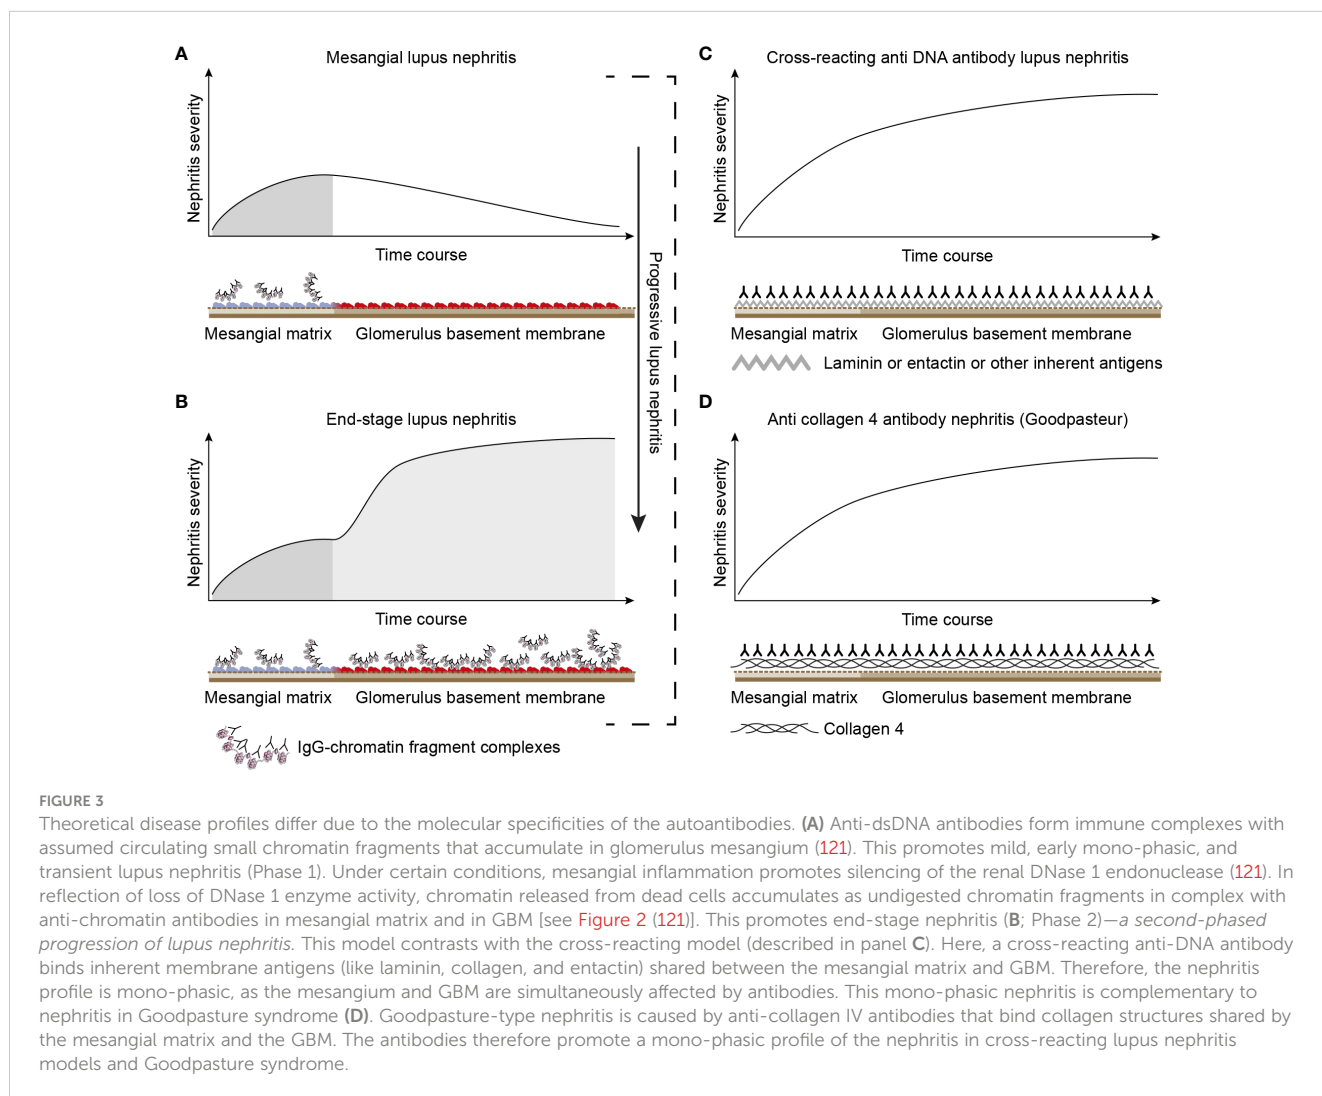 A
Mesangial lupus nephritis
Nephritis severity
Time course
Mesangial matrix
Glomerulus basement membrane
B
End-stage lupus nephritis
Nephritis severity
Time course
Mesangial matrix
Glomerulus basement membrane
IgG-chromatin fragment complexes
Progressive lupus nephritis
C
Cross-reacting anti DNA antibody lupus nephritis
Nephritis severity
Time course
Mesangial matrix
Glomerulus basement membrane
Laminin or entactin or other inherent antigens
D
Anti collagen 4 antibody nephritis (Goodpasteur)
Nephritis severity
Time course
Mesangial matrix
Glomerulus basement membrane
Collagen 4
FIGURE 3
Theoretical disease profiles differ due to the molecular specificities of the autoantibodies. (A) Anti-dsDNA antibodies form immune complexes with
assumed circulating small chromatin fragments that accumulate in glomerulus mesangium (121). This promotes mild, early mono-phasic, and
transient lupus nephritis (Phase 1). Under certain conditions, mesangial inflammation promotes silencing of the renal DNase 1 endonuclease (121). In
reflection of loss of DNase 1 enzyme activity, chromatin released from dead cells accumulates as undigested chromatin fragments in complex with
anti-chromatin antibodies in mesangial matrix and in GBM [see Figure 2 (121)]. This promotes end-stage nephritis (B; Phase 2)—a second-phased
progression of lupus nephritis. This model contrasts with the cross-reacting model (described in panel C). Here, a cross-reacting anti-DNA antibody
binds inherent membrane antigens (like laminin, collagen, and entactin) shared between the mesangial matrix and GBM. Therefore, the nephritis
profile is mono-phasic, as the mesangium and GBM are simultaneously affected by antibodies. This mono-phasic nephritis is complementary to
nephritis in Goodpasture syndrome (D). Goodpasture-type nephritis is caused by anti-collagen IV antibodies that bind collagen structures shared by
the mesangial matrix and the GBM. The antibodies therefore promote a mono-phasic profile of the nephritis in cross-reacting lupus nephritis
models and Goodpasture syndrome.